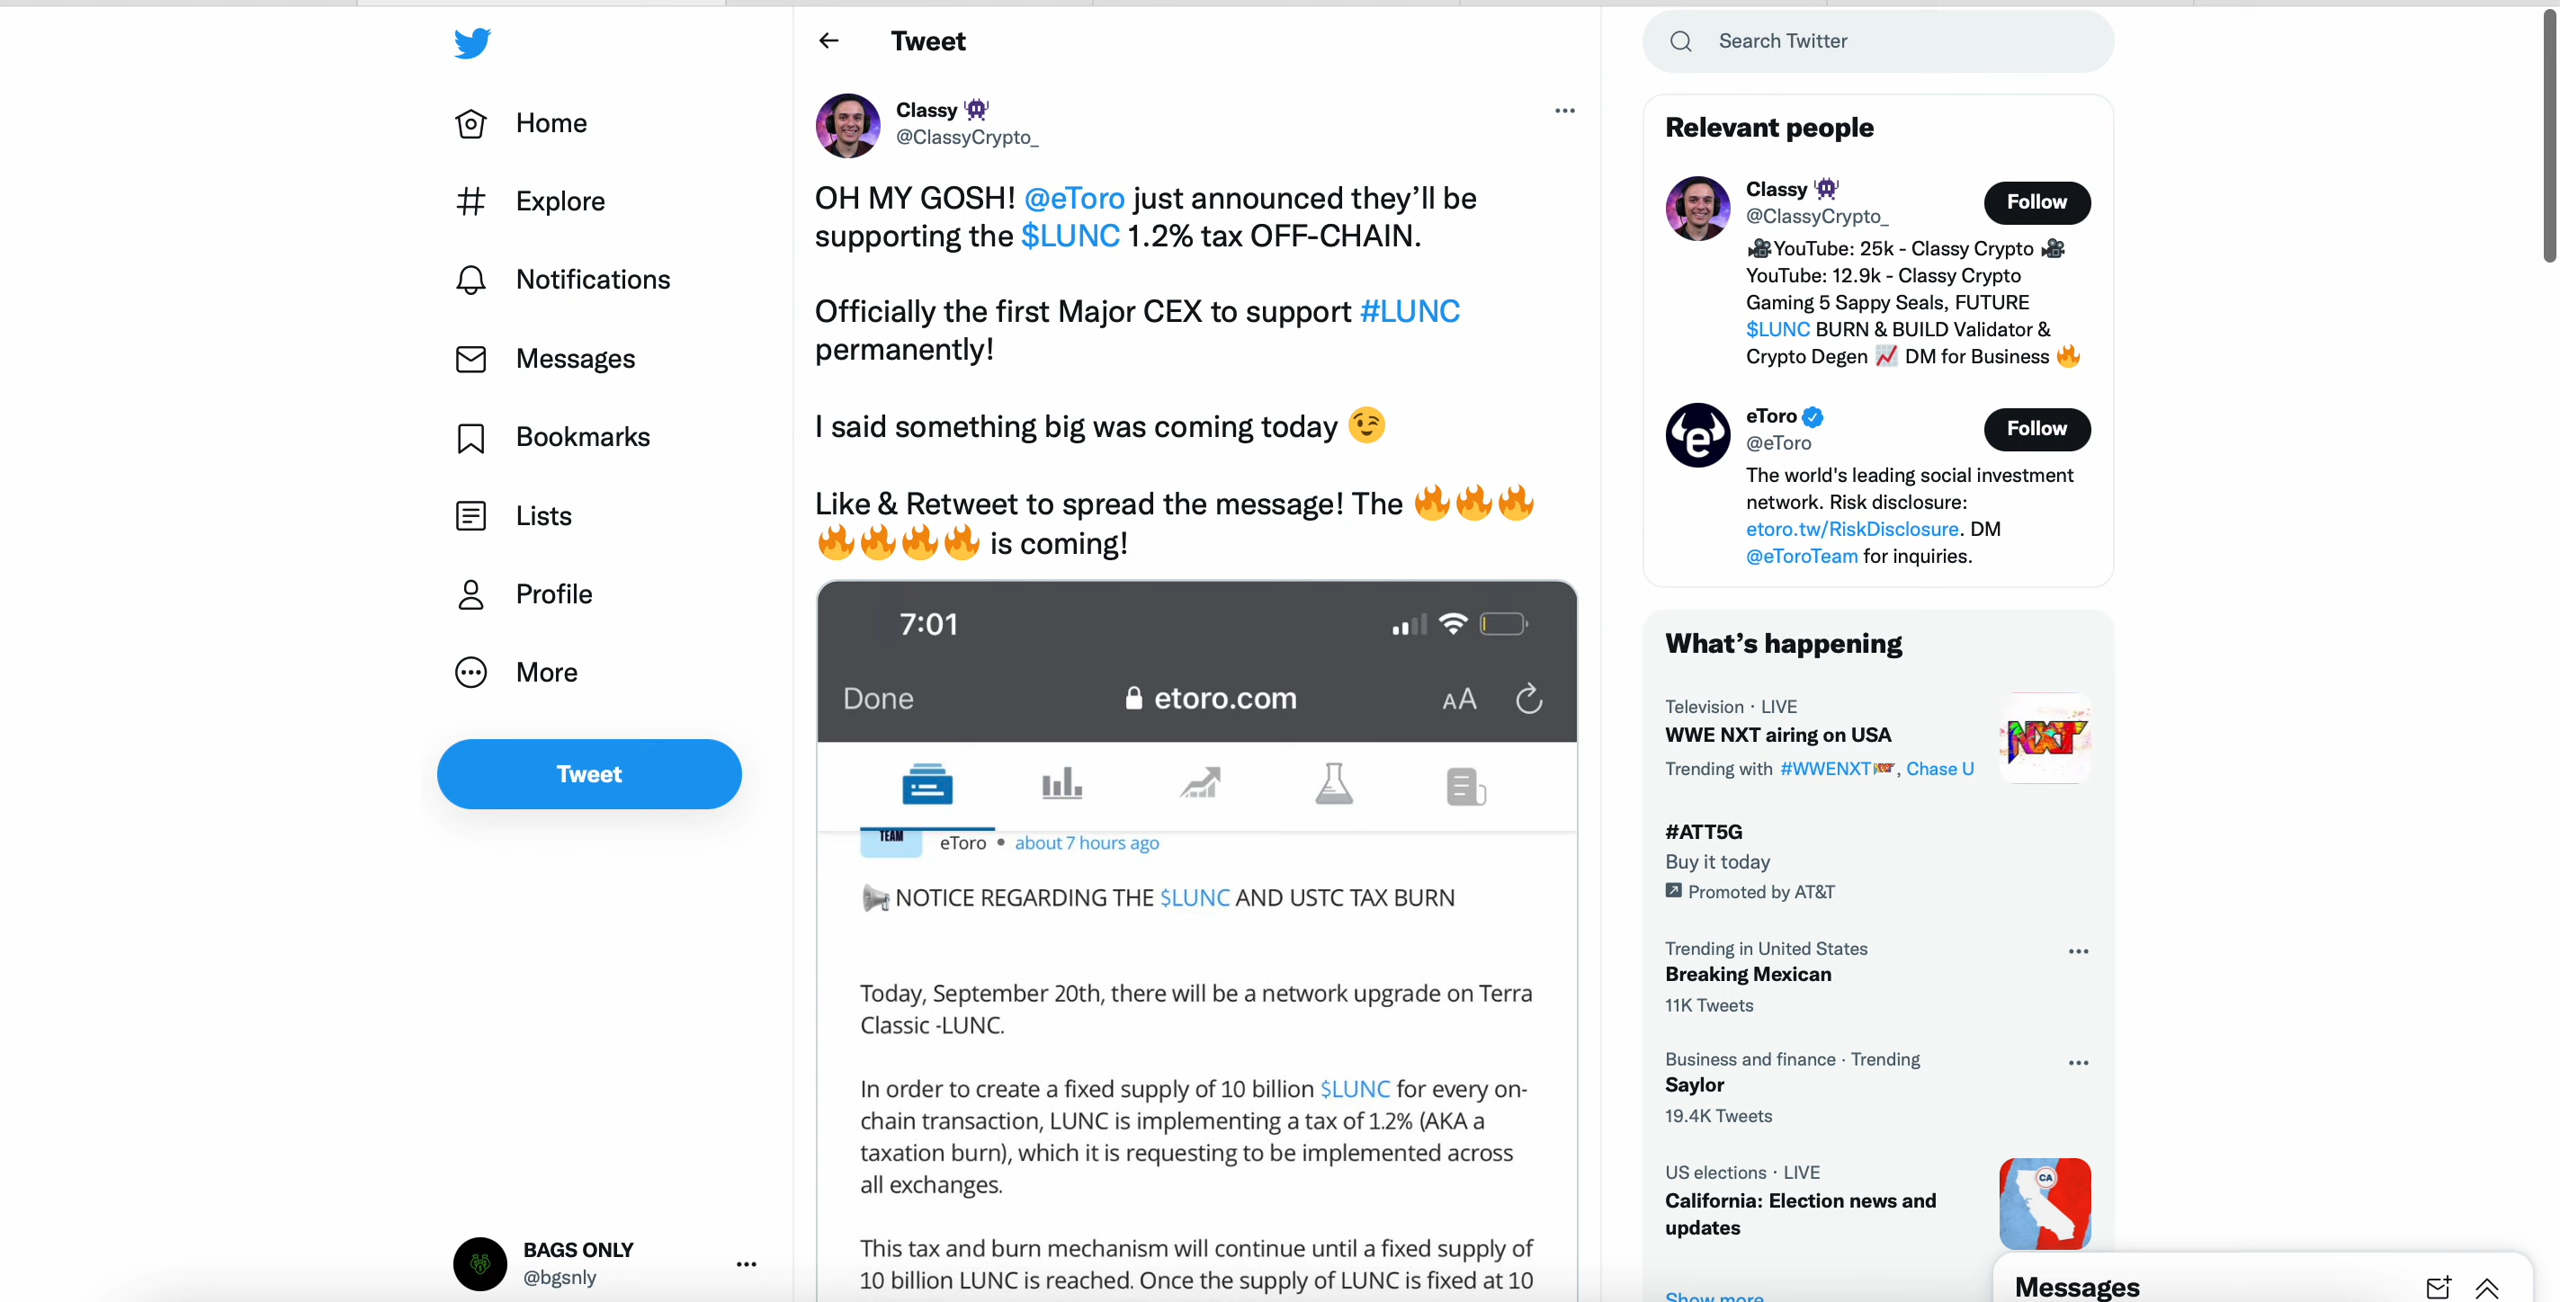 Home
Explore
Notifications
Messages
Bookmarks
Lists
Profile
More
Tweet
BAGS ONLY
@bgsnly
Tweet
Classy 👾
@ClassyCrypto_
OH MY GOSH! @eToro just announced they’ll be
supporting the $LUNC 1.2% tax OFF-CHAIN.
Officially the first Major CEX to support #LUNC
permanently!
I said something big was coming today 😉
Like & Retweet to spread the message! The 🔥🔥🔥
🔥🔥🔥🔥 is coming!
7:01
Done
etoro.com
AA
TEAM
eToro • about 7 hours ago
📢 NOTICE REGARDING THE $LUNC AND USTC TAX BURN
Today, September 20th, there will be a network upgrade on Terra
Classic -LUNC.
In order to create a fixed supply of 10 billion $LUNC for every on-
chain transaction, LUNC is implementing a tax of 1.2% (AKA a
taxation burn), which it is requesting to be implemented across
all exchanges.
This tax and burn mechanism will continue until a fixed supply of
10 billion LUNC is reached. Once the supply of LUNC is fixed at 10
Search Twitter
Relevant people
Classy 👾
@ClassyCrypto_
Follow
🎥YouTube: 25k - Classy Crypto 🎥
YouTube: 12.9k - Classy Crypto
Gaming 5 Sappy Seals, FUTURE
$LUNC BURN & BUILD Validator &
Crypto Degen 📈 DM for Business 🔥
eToro
@eToro
Follow
The world's leading social investment
network. Risk disclosure:
etoro.tw/RiskDisclosure. DM
@eToroTeam for inquiries.
What’s happening
Television · LIVE
WWE NXT airing on USA
Trending with #WWENXT, Chase U
NXT
#ATT5G
Buy it today
Promoted by AT&T
Trending in United States
Breaking Mexican
11K Tweets
Business and finance · Trending
Saylor
19.4K Tweets
US elections · LIVE
California: Election news and
updates
CA
Show more
Messages